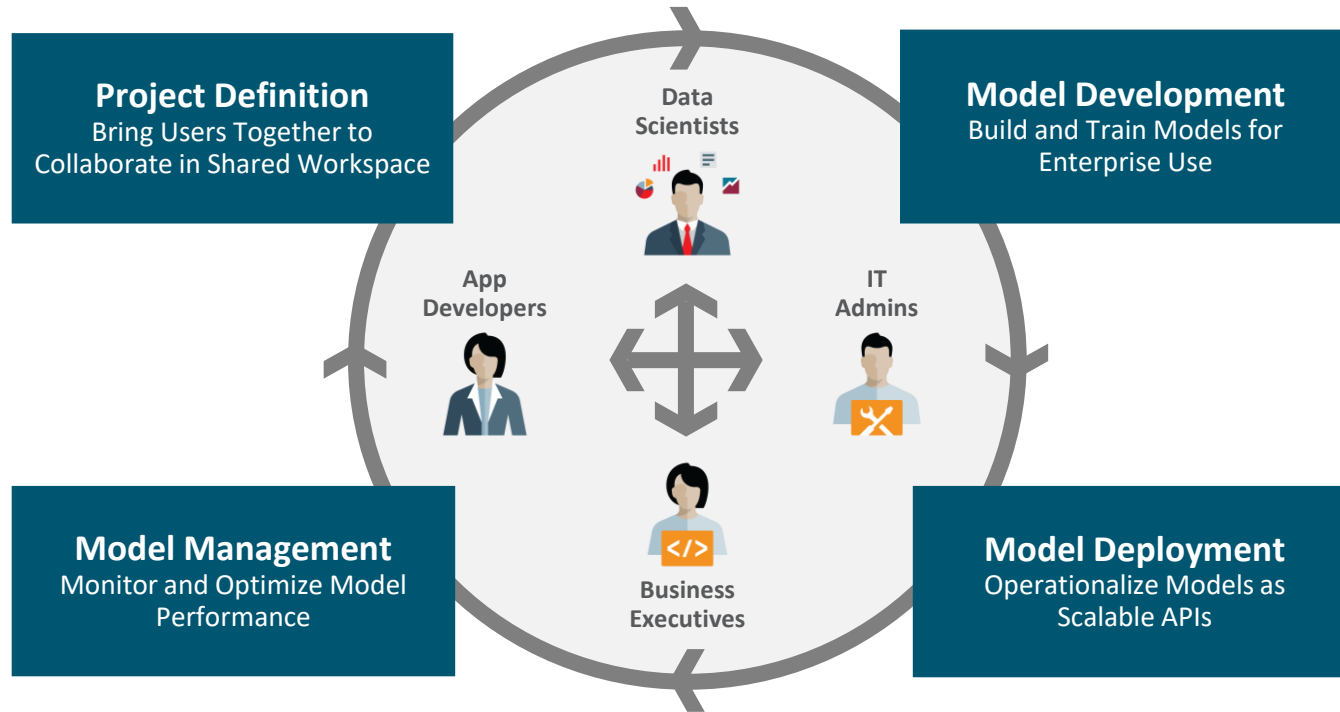 Project Definition
Bring Users Together to
Collaborate in Shared Workspace
Data
Scientists
Model Development
Build and Train Models for
Enterprise Use
App
Developers
IT
Admins
Model Management
Monitor and Optimize Model
Performance
</>
Business
Executives
Model Deployment
Operationalize Models as
Scalable APIs